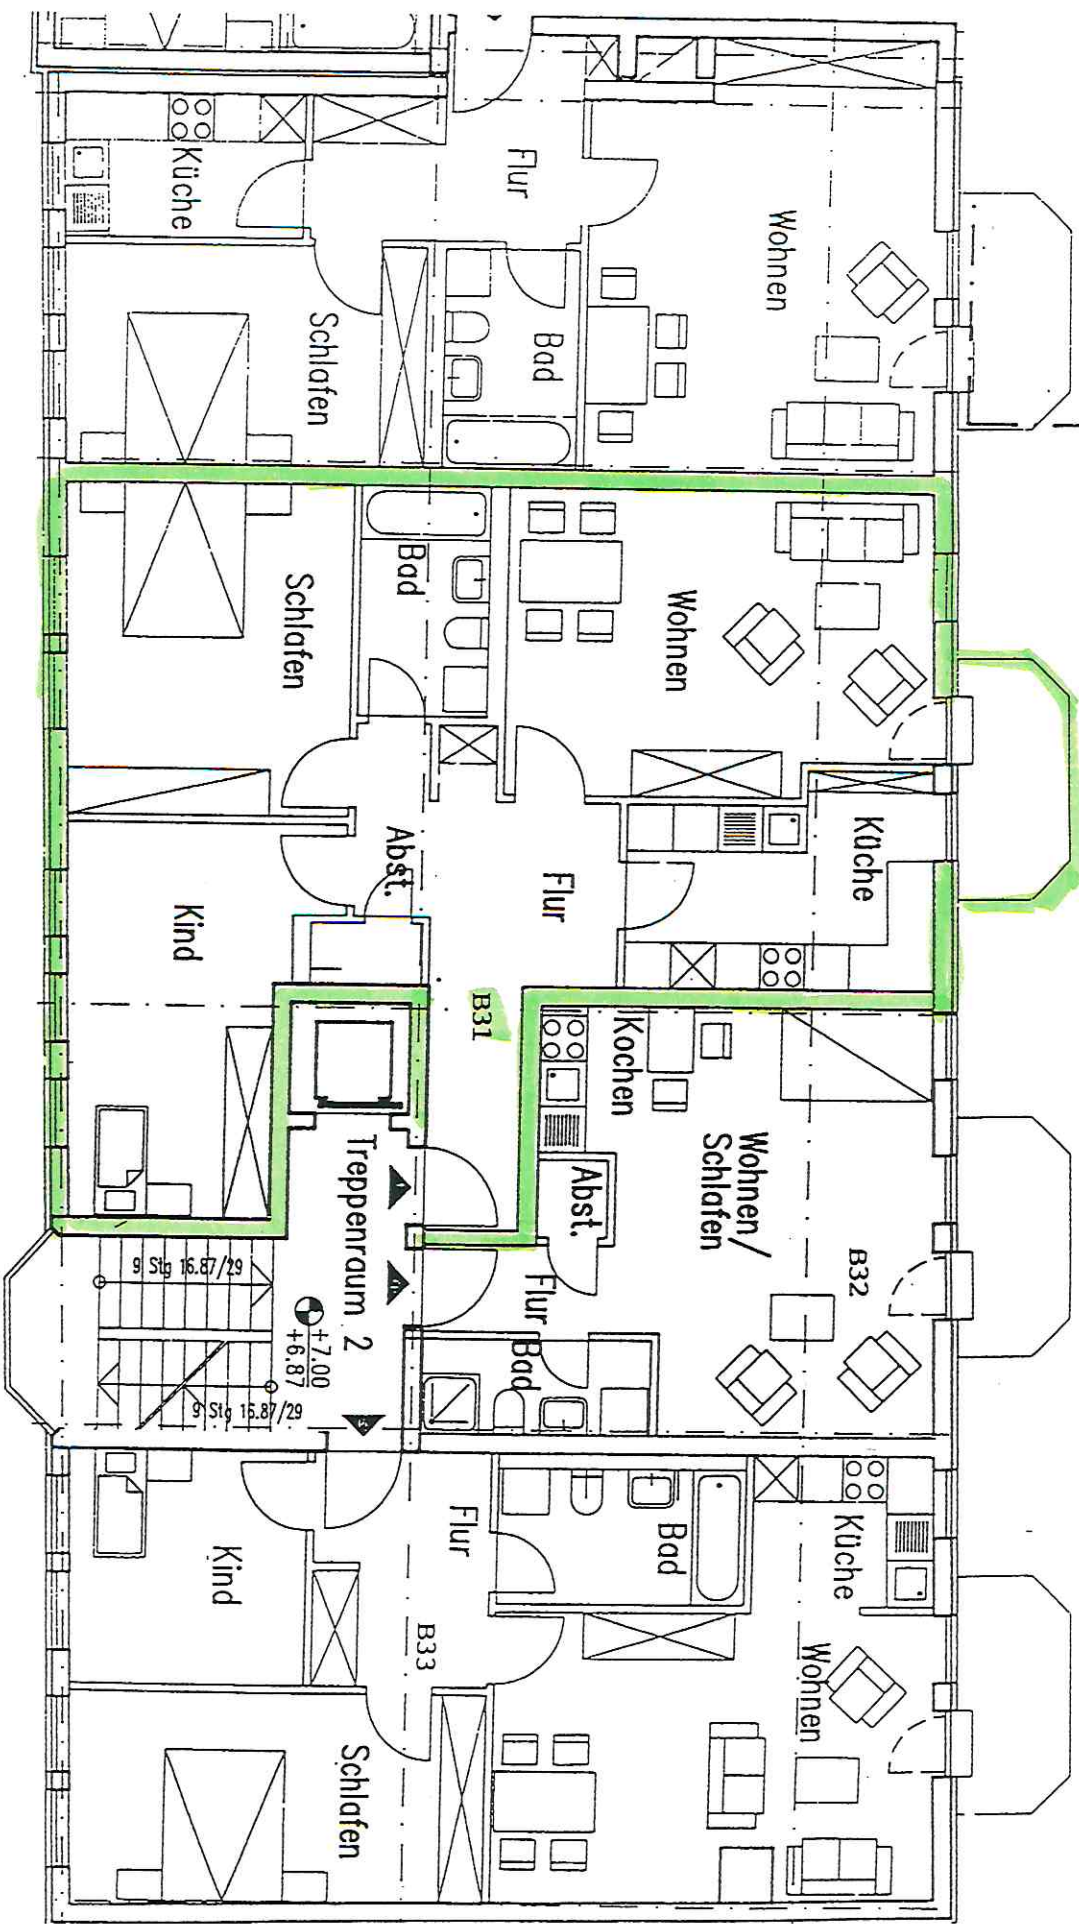 Küche
Flur
Wohnen
Schlafen
Bad
Schlafen
Bad
Wohnen
Kind
Abst.
Flur
Küche
B31
Kochen
Wohnen/
Schlafen
Abst.
B32
Treppenraum 2
9 Stg 16.87/29
+7.00
+6.87
9 Stg 16.87/29
Flur
Bad
Kind
Flur
Bad
Küche
B33
Wohnen
Schlafen